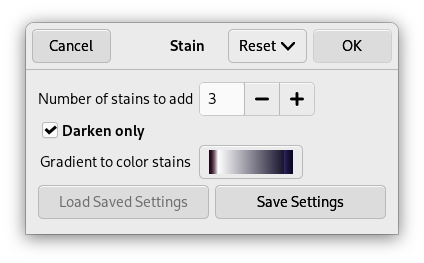 Cancel
Stain
Reset
OK
Number of stains to add
3
Darken only
Gradient to color stains
Load Saved Settings
Save Settings